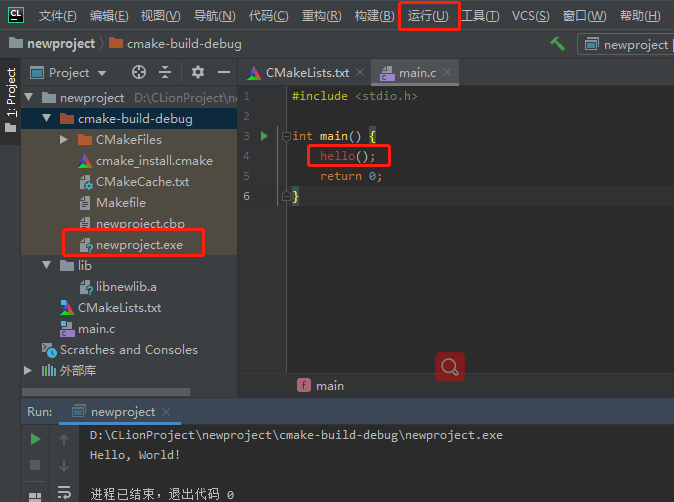 CL 文件(F) 编辑(E) 视图(V) 导航(N) 代码(C) 重构(R) 构建(B) 运行(U) 工具(T) VCS(S) 窗口(W) 帮助(H)
newproject cmake-build-debug newproject
1: Project
Project
CMakeLists.txt main.c
newproject D:\CLionProject\n
cmake-build-debug
CMakeFiles
cmake_install.cmake
CMakeCache.txt
Makefile
newproject.cbp
newproject.exe
lib
libnewlib.a
CMakeLists.txt
main.c
Scratches and Consoles
外部库
1 #include <stdio.h>
2
3 int main() {
4 hello();
5 return 0;
6 }
f main
Run: newproject
D:\CLionProject\newproject\cmake-build-debug\newproject.exe
Hello, World!
进程已结束，退出代码 0